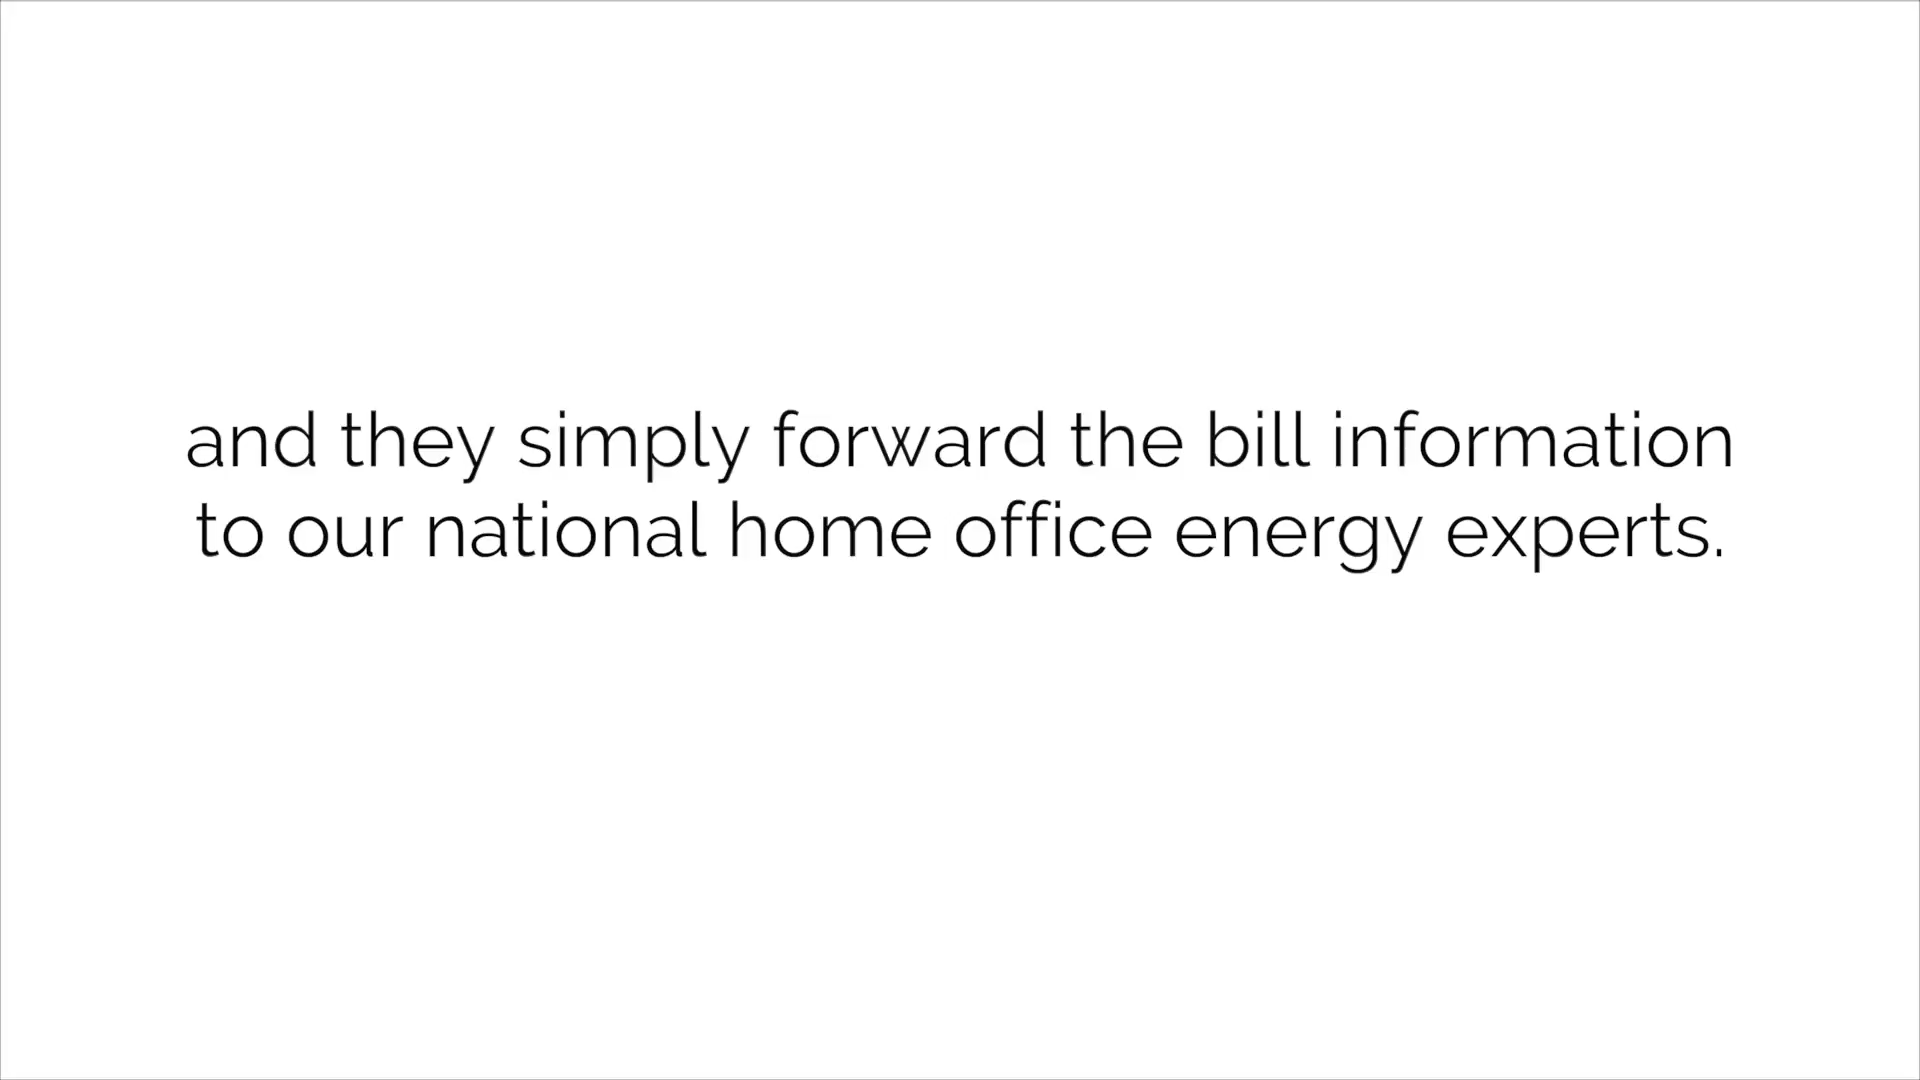 and they simply forward the bill information
to our national home office energy experts.